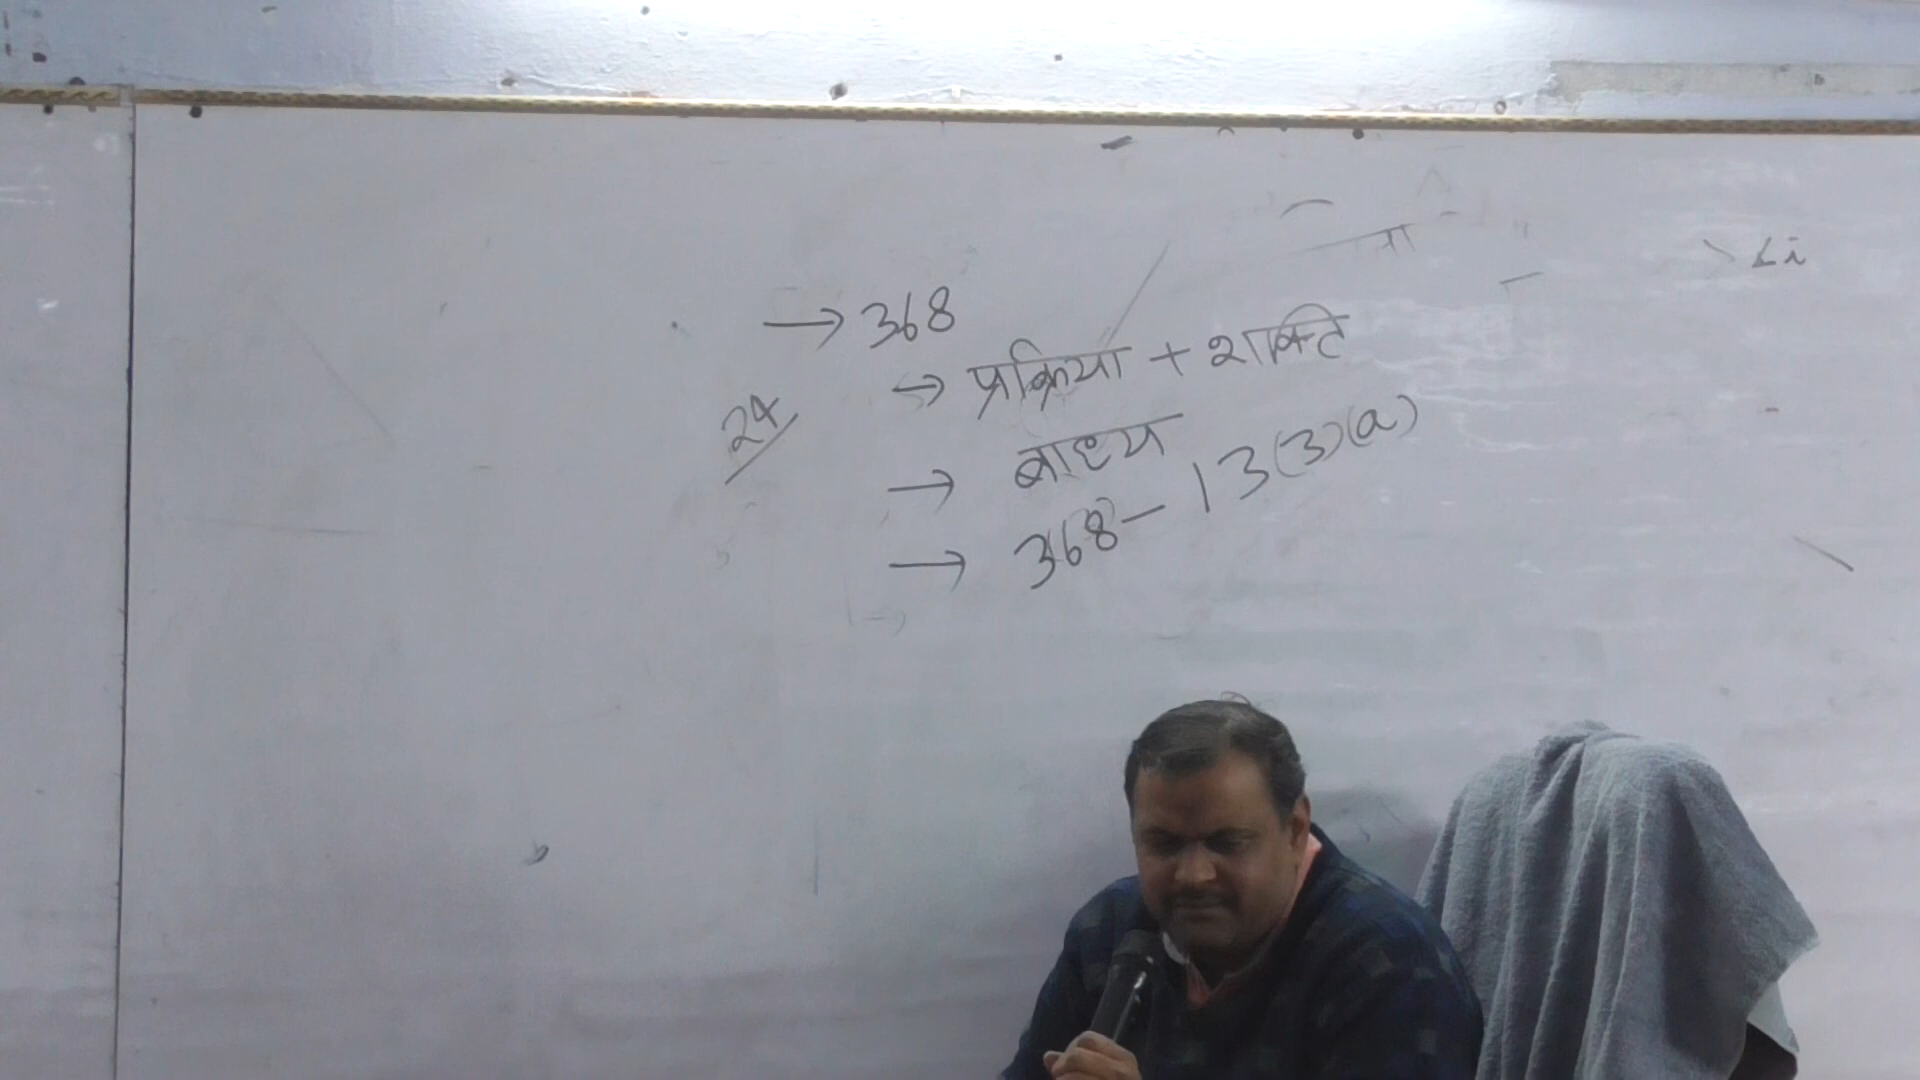 → 368
→ प्रक्रिया + शक्ति
24
→ बाध्य
→ 368 - 13(3)(a)